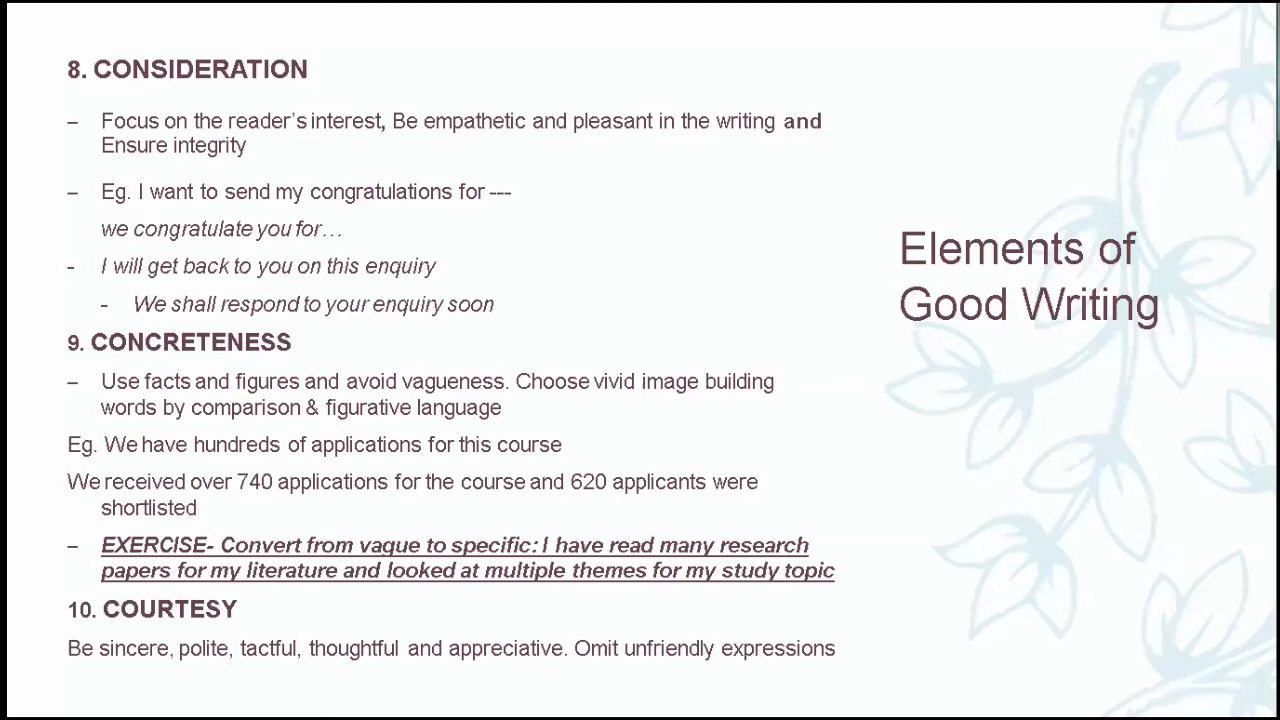 8. CONSIDERATION
– Focus on the reader's interest, Be empathetic and pleasant in the writing and
Ensure integrity
– Eg. I want to send my congratulations for ---
we congratulate you for…
- I will get back to you on this enquiry
- We shall respond to your enquiry soon
9. CONCRETENESS
– Use facts and figures and avoid vagueness. Choose vivid image building
words by comparison & figurative language
Eg. We have hundreds of applications for this course
We received over 740 applications for the course and 620 applicants were
shortlisted
– EXERCISE- Convert from vague to specific: I have read many research
papers for my literature and looked at multiple themes for my study topic
10. COURTESY
Be sincere, polite, tactful, thoughtful and appreciative. Omit unfriendly expressions
Elements of
Good Writing